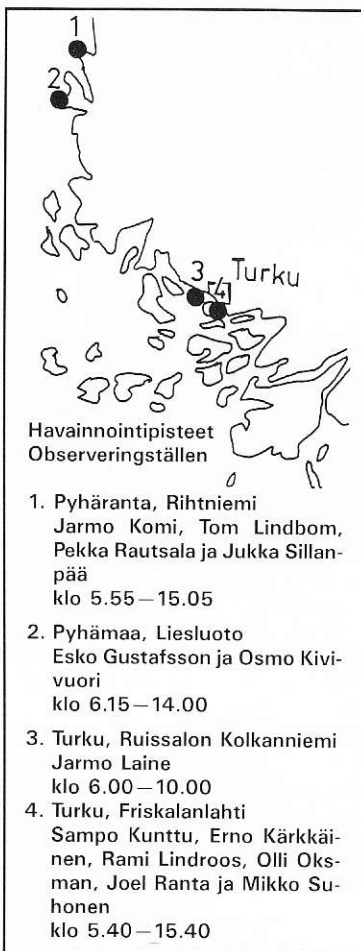 1
2
3 4 Turku
Havainnointipisteet
Observeringställen
1. Pyhäranta, Rihtniemi
Jarmo Komi, Tom Lindbom,
Pekka Rautsala ja Jukka Sillan-
pää
klo 5.55—15.05
2. Pyhämaa, Liesluoto
Esko Gustafsson ja Osmo Kivi-
vuori
klo 6.15—14.00
3. Turku, Ruissalon Kolkanniemi
Jarmo Laine
klo 6.00—10.00
4. Turku, Friskalanlahti
Sampo Kunttu, Erno Kärkkäi-
nen, Rami Lindroos, Olli Oks-
man, Joel Ranta ja Mikko Su-
honen
klo 5.40—15.40